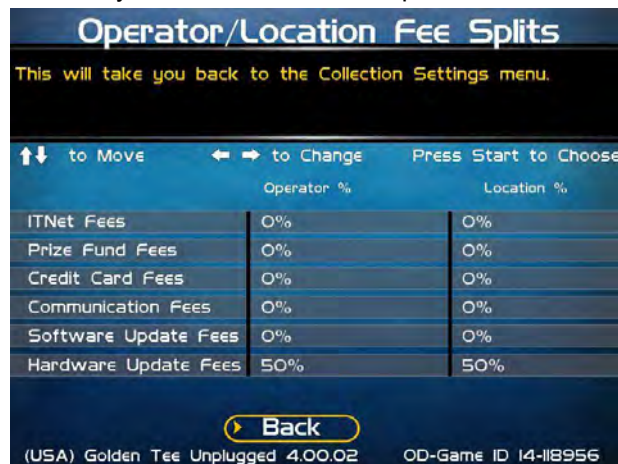 Operator/Location Fee Splits
This will take you back to the Collection Settings menu.
to Move to Change Press Start to Choose
Operator % Location %
ITNet Fees 0% 0%
Prize Fund Fees 0% 0%
Credit Card Fees 0% 0%
Communication Fees 0% 0%
Software Update Fees 0% 0%
Hardware Update Fees 50% 50%
Back
(USA) Golden Tee Unplugged 4.00.02 OD-Game ID 14-118956